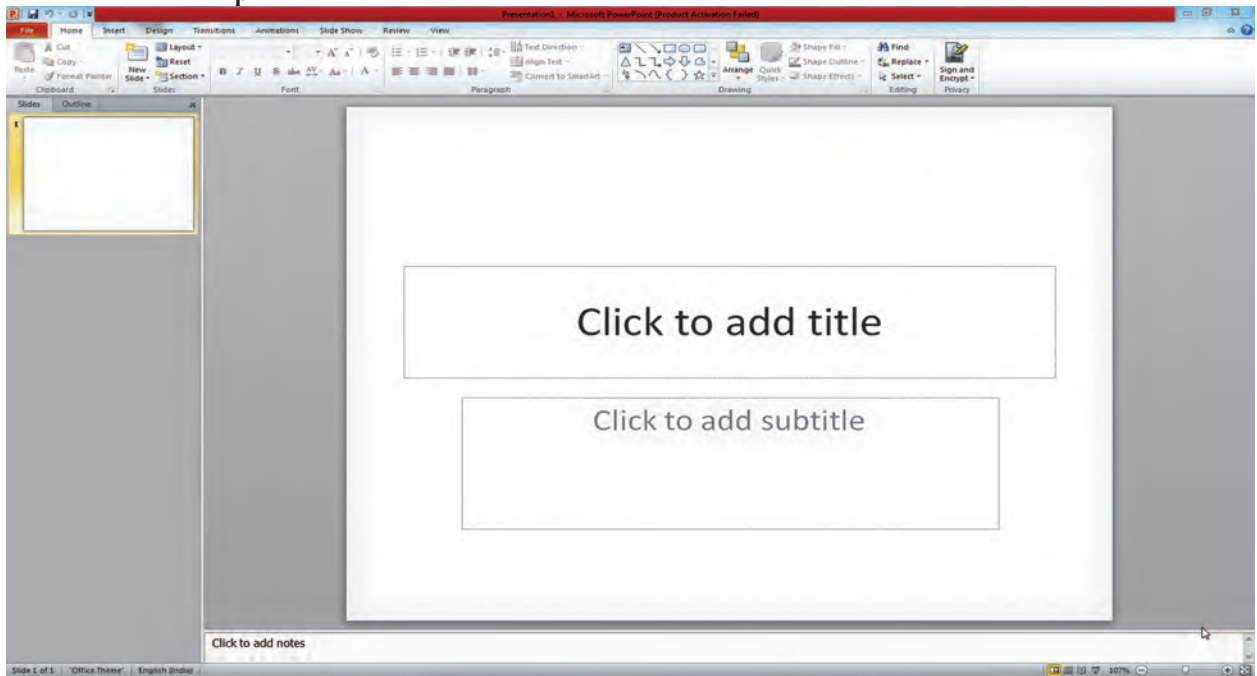 Presentation1 - Microsoft PowerPoint (Product Activation Failed)
File Home Insert Design Transitions Animations Slide Show Review View
Cut Layout Text Direction Shape Fill Find
Paste Copy New Slide Reset Align Text Arrange Quick Styles Shape Outline Replace Sign and Encrypt
Format Painter Section B I U S abc AV Aa A Convert to SmartArt Shape Effects Select
Clipboard Slides Font Paragraph Drawing Editing Privacy
Slides Outline
1
Click to add title
Click to add subtitle
Click to add notes
Slide 1 of 1 "Office Theme" English (India) 107%